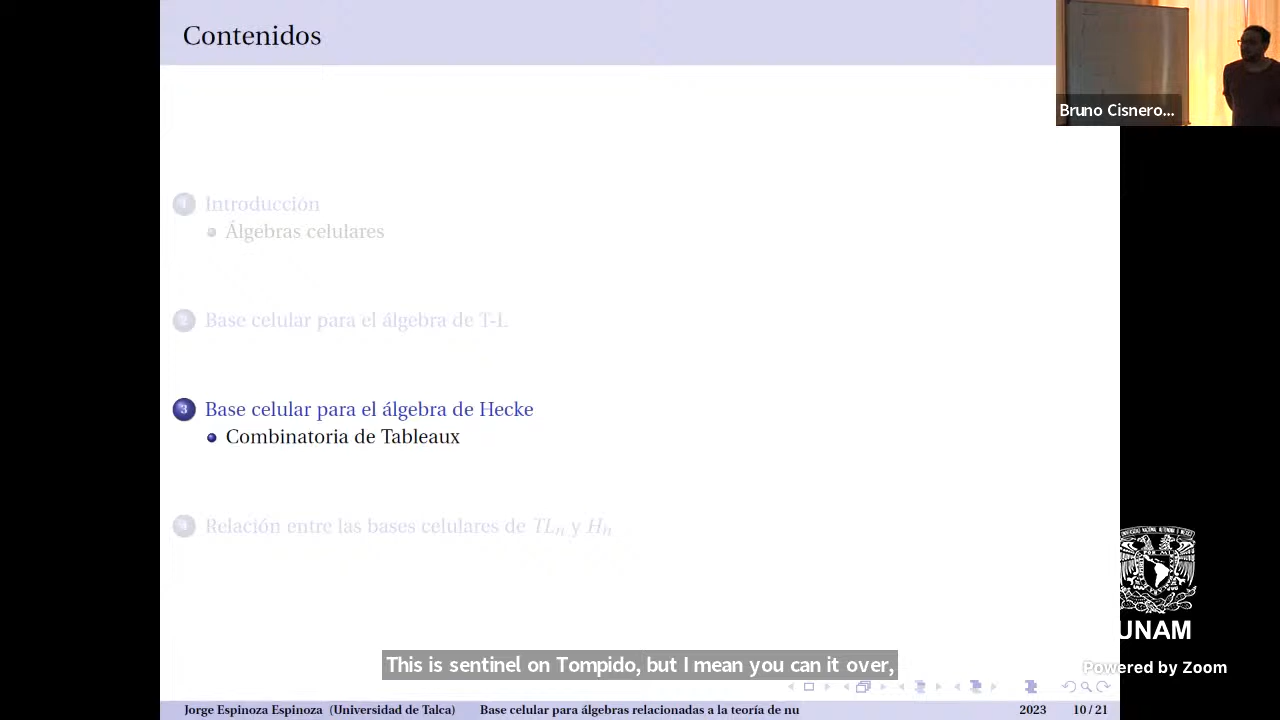 Contenidos
Bruno Cisnero...
1 Introducción
Álgebras celulares
2 Base celular para el álgebra de T-L
3 Base celular para el álgebra de Hecke
Combinatoria de Tableaux
4 Relación entre las bases celulares de TLₙ y Hₙ
UNAM
This is sentinel on Tompido, but I mean you can it over,
Powered by Zoom
Jorge Espinoza Espinoza (Universidad de Talca) Base celular para álgebras relacionadas a la teoría de nu 2023 10 / 21